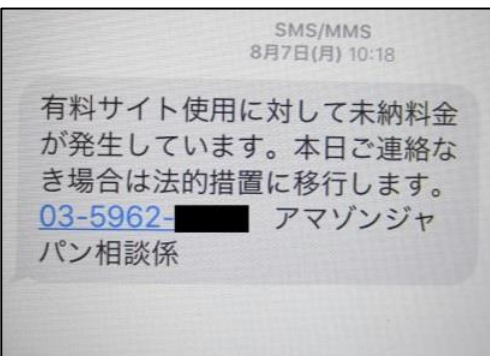 SMS/MMS
8月7日(月) 10:18
有料サイト使用に対して未納料金
が発生しています。本日ご連絡な
き場合は法的措置に移行します。
03-5962- アマゾンジャ
パン相談係